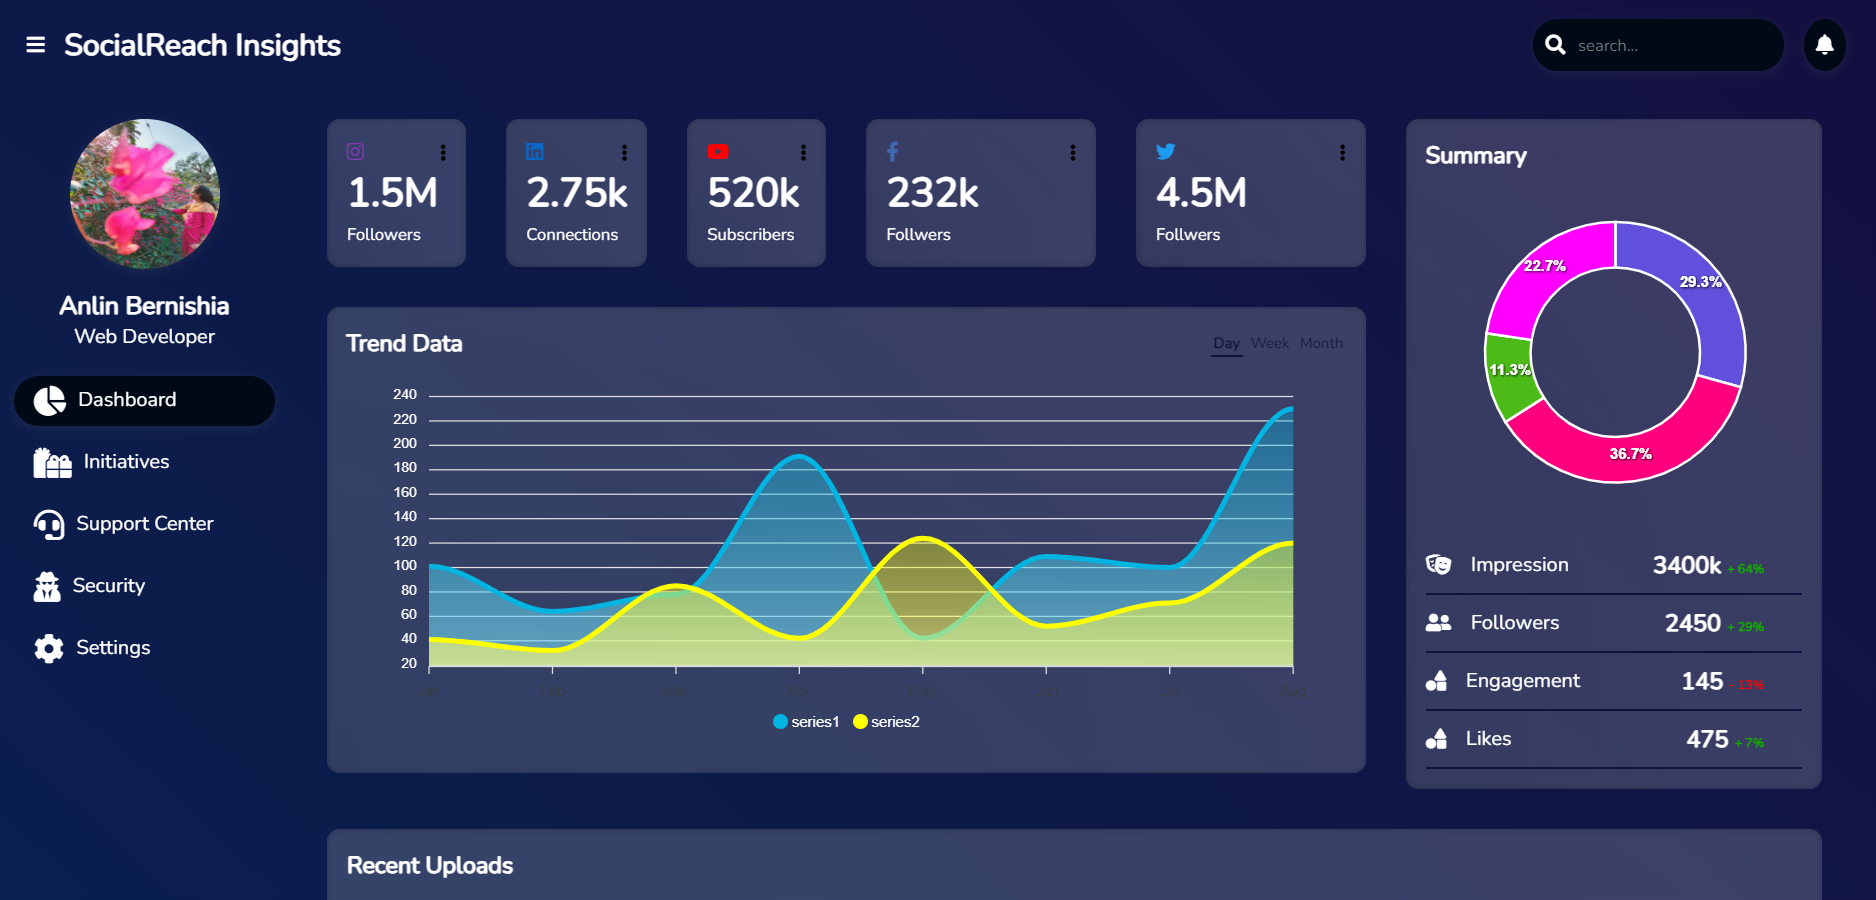 SocialReach Insights
search...
Anlin Bernishia
Web Developer
Dashboard
Initiatives
Support Center
Security
Settings
1.5M
Followers
2.75k
Connections
520k
Subscribers
232k
Follwers
4.5M
Follwers
Trend Data
Day Week Month
240
220
200
180
160
140
120
100
80
60
40
20
Jan Feb Mar Apr May Jun Jul Aug
series1 series2
Summary
22.7%
29.3%
11.3%
36.7%
Impression 3400k + 64%
Followers 2450 + 29%
Engagement 145 - 13%
Likes 475 + 7%
Recent Uploads